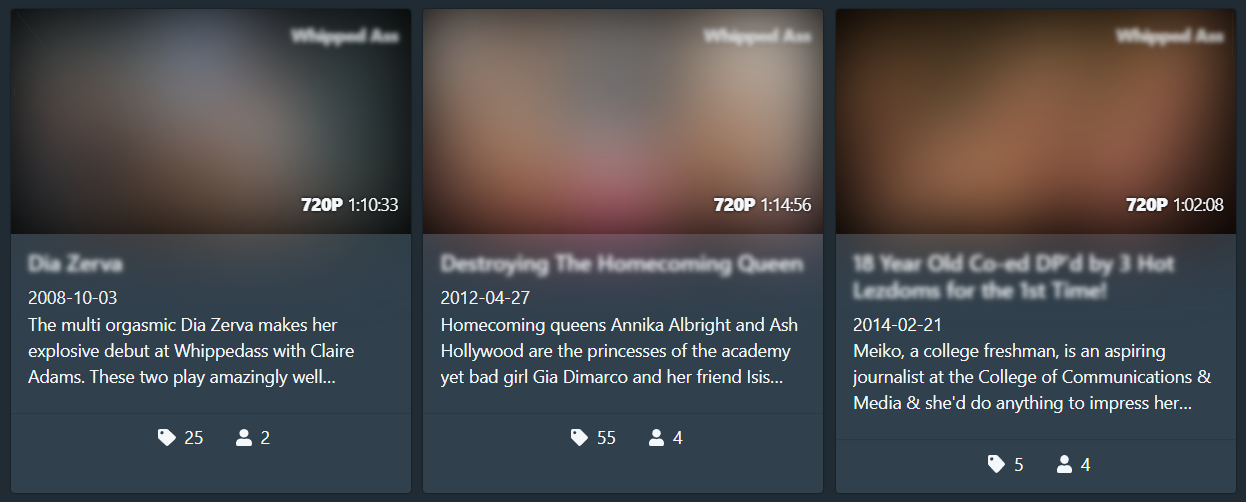 Whipped Ass
720P 1:10:33
Dia Zerva
2008-10-03
The multi orgasmic Dia Zerva makes her
explosive debut at Whippedass with Claire
Adams. These two play amazingly well...
25 2
Whipped Ass
720P 1:14:56
Destroying The Homecoming Queen
2012-04-27
Homecoming queens Annika Albright and Ash
Hollywood are the princesses of the academy
yet bad girl Gia Dimarco and her friend Isis...
55 4
Whipped Ass
720P 1:02:08
18 Year Old Co-ed DP'd by 3 Hot
Lezdoms for the 1st Time!
2014-02-21
Meiko, a college freshman, is an aspiring
journalist at the College of Communications &
Media & she'd do anything to impress her...
5 4